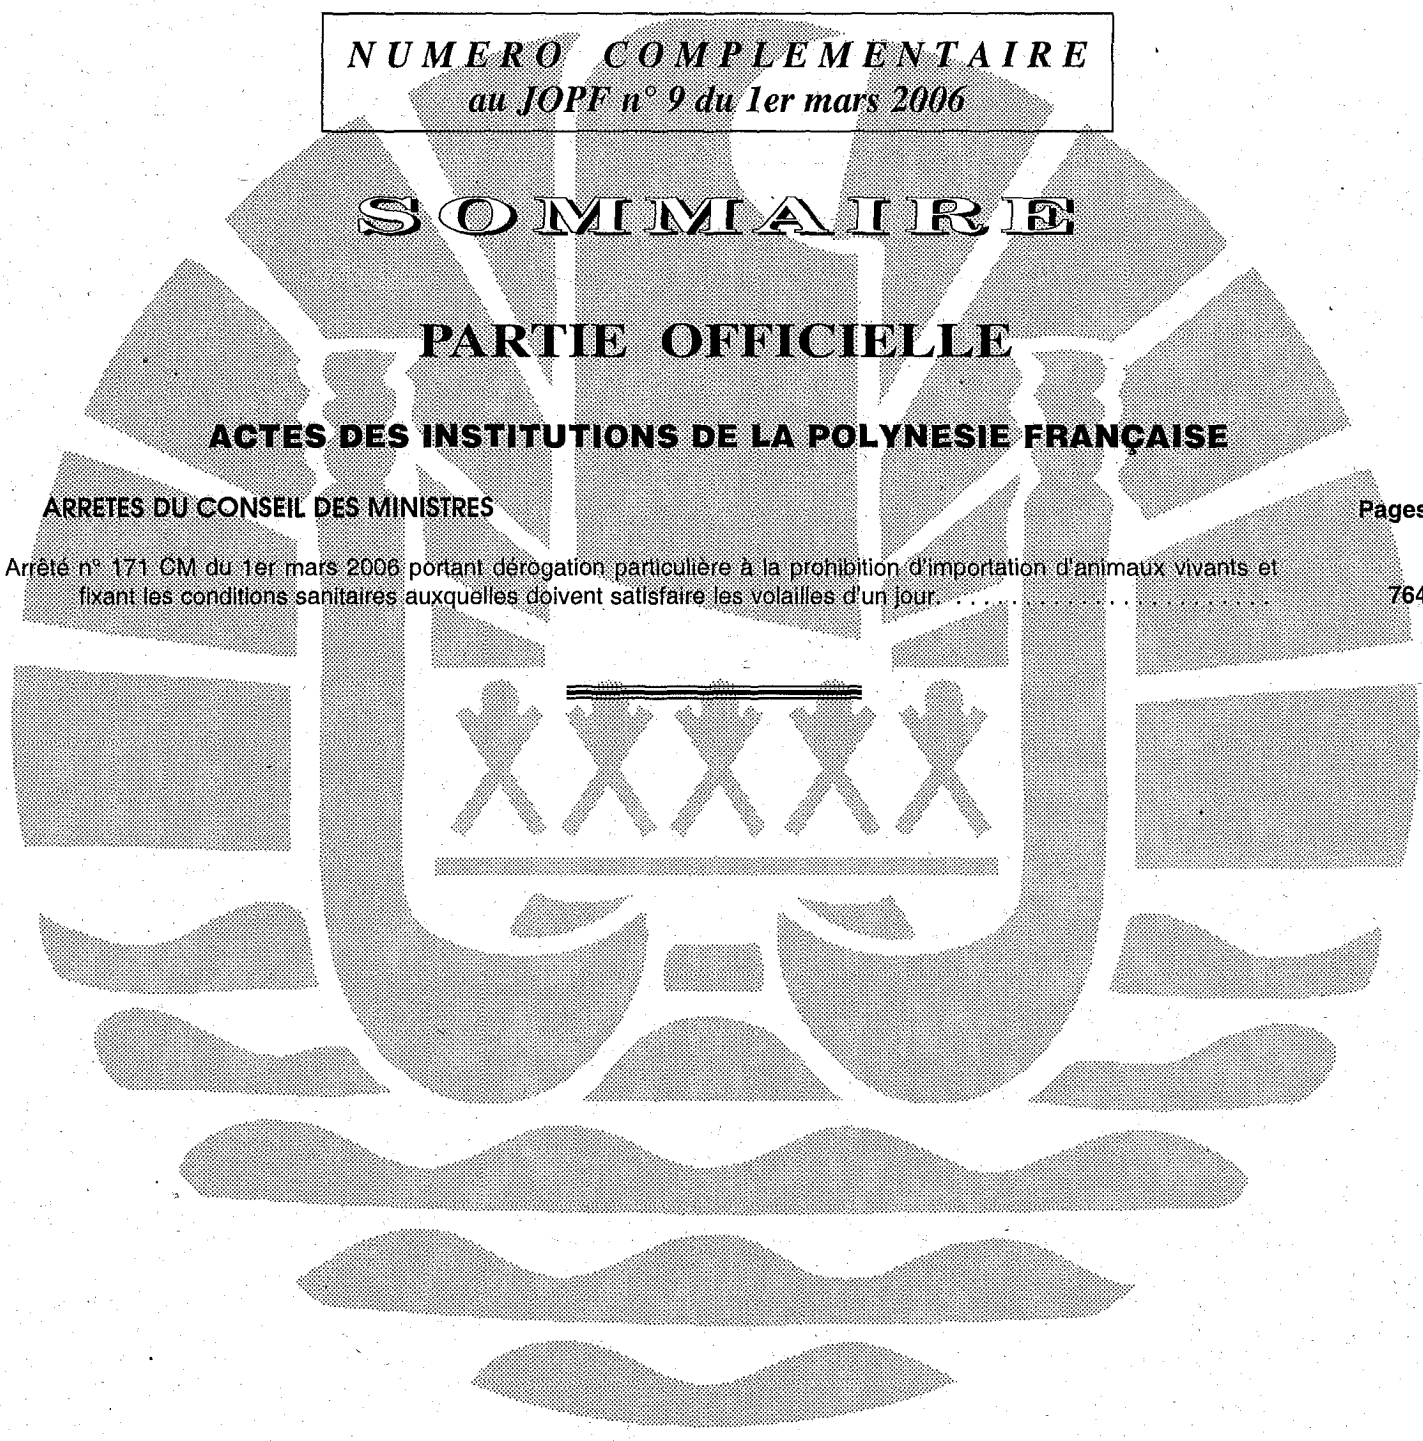 NUMERO COMPLEMENTAIRE
au JOPF n° 9 du 1er mars 2006
SOMMAIRE
PARTIE OFFICIELLE
ACTES DES INSTITUTIONS DE LA POLYNESIE FRANÇAISE
ARRETES DU CONSEIL DES MINISTRES Pages
Arrêté n° 171 CM du 1er mars 2006 portant dérogation particulière à la prohibition d'importation d'animaux vivants et
fixant les conditions sanitaires auxquelles doivent satisfaire les volailles d'un jour. . . . . . . . . . . . . . . . . . . . . . . . . 764